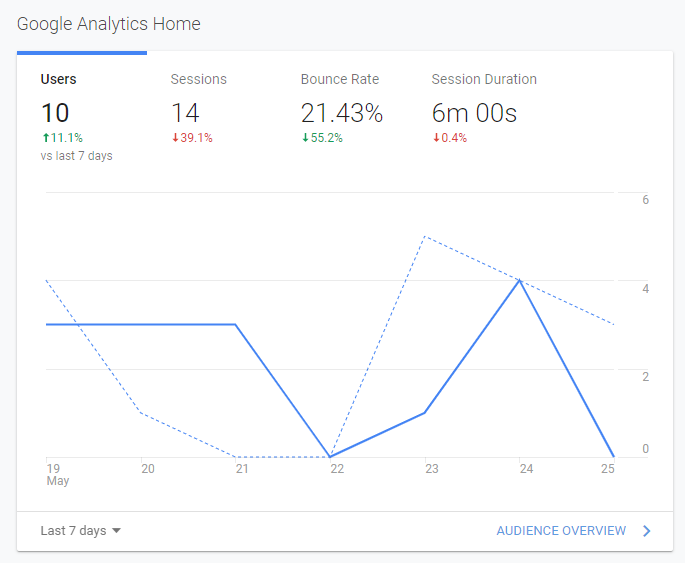 Google Analytics Home
Users Sessions Bounce Rate Session Duration
10 14 21.43% 6m 00s
↑11.1% ↓39.1% ↓55.2% ↓0.4%
vs last 7 days
6
4
2
0
19 20 21 22 23 24 25
May
Last 7 days AUDIENCE OVERVIEW